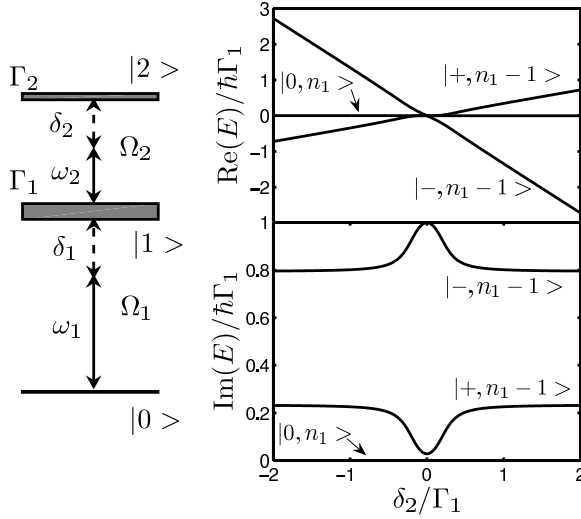 Γ₂
|2 >
δ₂
Ω₂
ω₂
Γ₁
|1 >
δ₁
Ω₁
ω₁
|0 >
3
2
1
0
−1
−2
Re(E)/ħΓ₁
|0, n₁ >
|+, n₁ − 1 >
|−, n₁ − 1 >
1
0.8
0.6
0.4
0.2
0
Im(E)/ħΓ₁
|−, n₁ − 1 >
|+, n₁ − 1 >
|0, n₁ >
−2
−1
0
1
2
δ₂/Γ₁